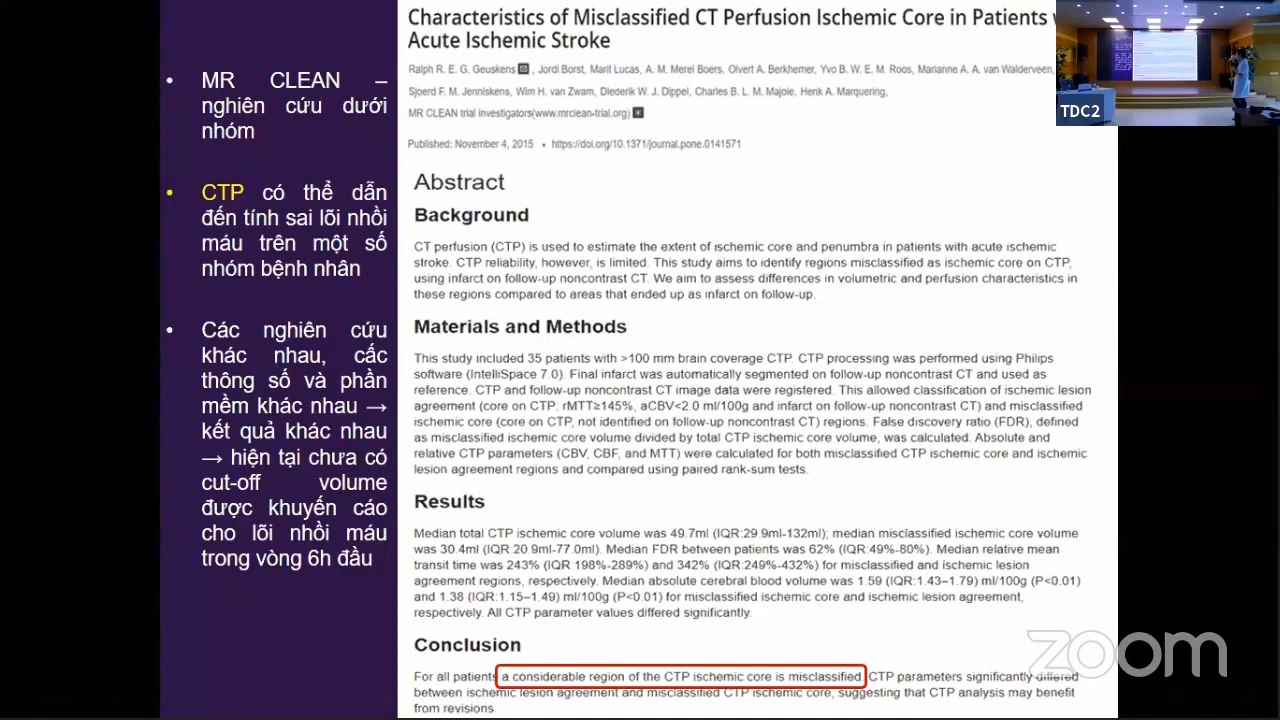 MR CLEAN –
nghiên cứu dưới
nhóm
CTP có thể dẫn
đến tính sai lõi nhồi
máu trên một số
nhóm bệnh nhân
Các nghiên cứu
khác nhau, cấc
thông số và phần
mềm khác nhau →
kết quả khác nhau
→ hiện tại chưa có
cut-off volume
được khuyến cáo
cho lõi nhồi máu
trong vòng 6h đầu
Characteristics of Misclassified CT Perfusion Ischemic Core in Patients
Acute Ischemic Stroke
Ralph R. E. G. Geuskens, Jordi Borst, Marit Lucas, A. M. Merel Boers, Olvert A. Berkhemer, Yvo B. W. E. M. Roos, Marianne A. A. van Walderveen,
Sjoerd F. M. Jenniskens, Wim H. van Zwam, Diederik W. J. Dippel, Charles B. L. M. Majoie, Henk A. Marquering,
MR CLEAN trial investigators(www.mrclean-trial.org)
Published: November 4, 2015 • https://doi.org/10.1371/journal.pone.0141571
Abstract
Background
CT perfusion (CTP) is used to estimate the extent of ischemic core and penumbra in patients with acute ischemic
stroke. CTP reliability, however, is limited. This study aims to identify regions misclassified as ischemic core on CTP,
using infarct on follow-up noncontrast CT. We aim to assess differences in volumetric and perfusion characteristics in
these regions compared to areas that ended up as infarct on follow-up.
Materials and Methods
This study included 35 patients with >100 mm brain coverage CTP. CTP processing was performed using Philips
software (IntelliSpace 7.0). Final infarct was automatically segmented on follow-up noncontrast CT and used as
reference. CTP and follow-up noncontrast CT image data were registered. This allowed classification of ischemic lesion
agreement (core on CTP: rMTT≥145%, aCBV<2.0 ml/100g and infarct on follow-up noncontrast CT) and misclassified
ischemic core (core on CTP, not identified on follow-up noncontrast CT) regions. False discovery ratio (FDR), defined
as misclassified ischemic core volume divided by total CTP ischemic core volume, was calculated. Absolute and
relative CTP parameters (CBV, CBF, and MTT) were calculated for both misclassified CTP ischemic core and ischemic
lesion agreement regions and compared using paired rank-sum tests.
Results
Median total CTP ischemic core volume was 49.7ml (IQR:29.9ml-132ml); median misclassified ischemic core volume
was 30.4ml (IQR:20.9ml-77.0ml). Median FDR between patients was 62% (IQR:49%-80%). Median relative mean
transit time was 243% (IQR:198%-289%) and 342% (IQR:249%-432%) for misclassified and ischemic lesion
agreement regions, respectively. Median absolute cerebral blood volume was 1.59 (IQR:1.43–1.79) ml/100g (P<0.01)
and 1.38 (IQR:1.15–1.49) ml/100g (P<0.01) for misclassified ischemic core and ischemic lesion agreement,
respectively. All CTP parameter values differed significantly.
Conclusion
For all patients a considerable region of the CTP ischemic core is misclassified. CTP parameters significantly differed
between ischemic lesion agreement and misclassified CTP ischemic core, suggesting that CTP analysis may benefit
from revisions
TDC2
zoom